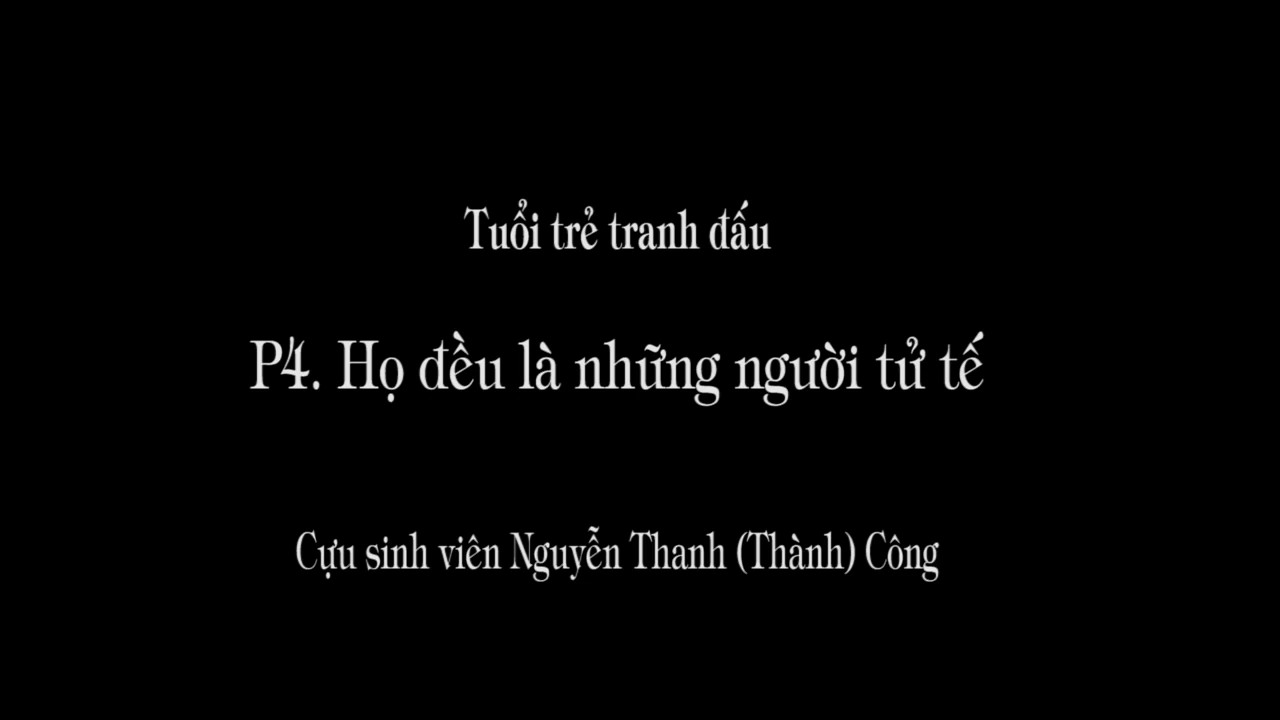 Tuổi trẻ tranh đấu
P4. Họ đều là những người tử tế
Cựu sinh viên Nguyễn Thanh (Thành) Công